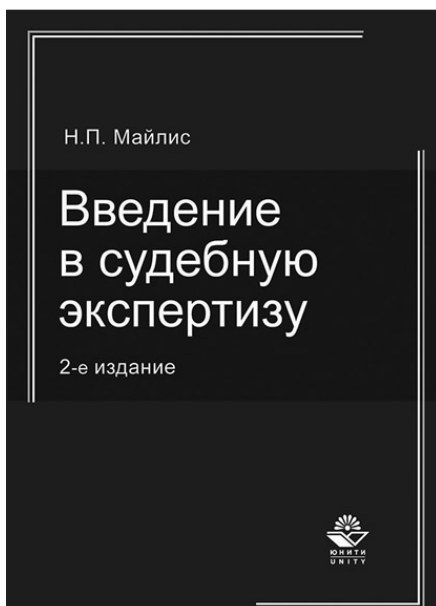 Н.П. Майлис
Введение
в судебную
экспертизу
2-е издание
ЮНИТИ
UNITY